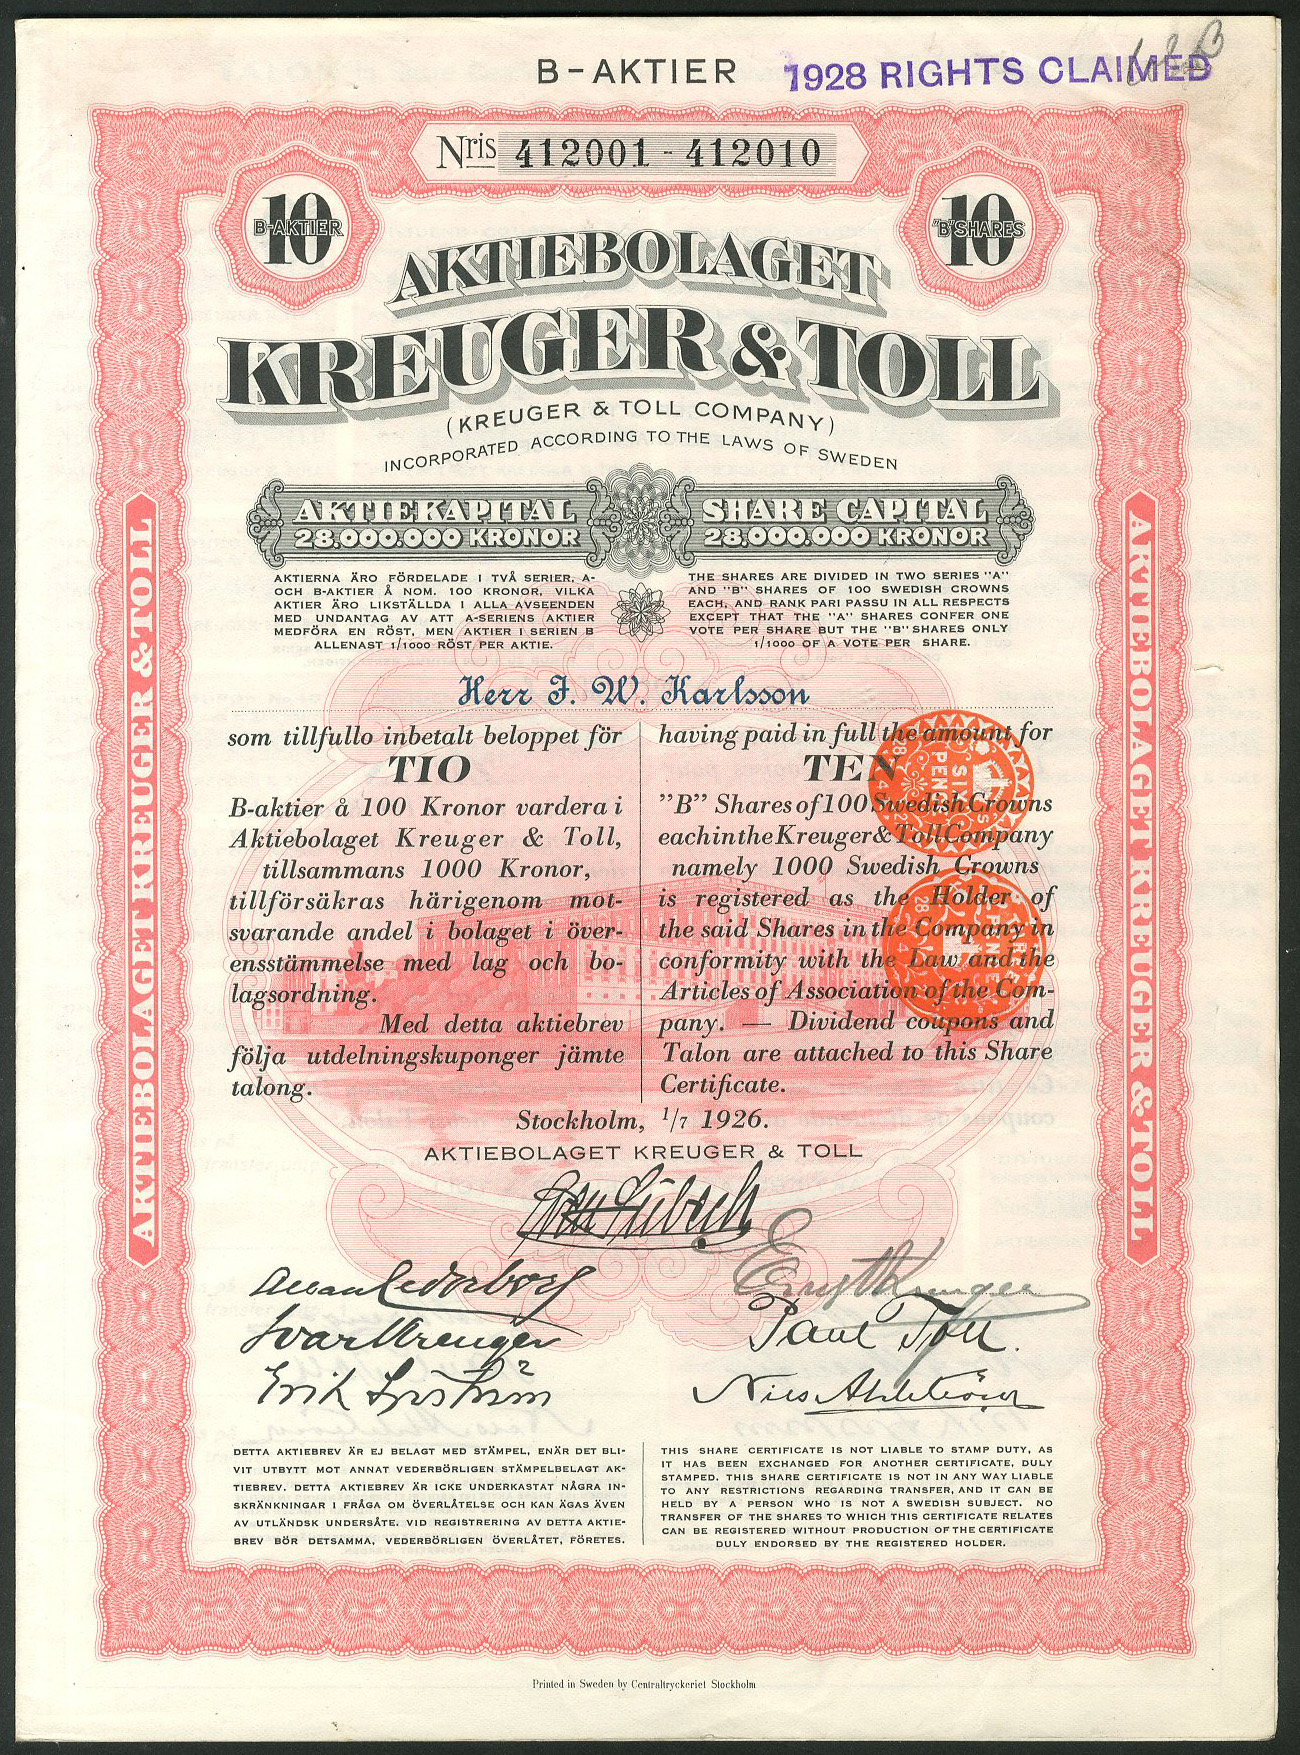 B-AKTIER
1928 RIGHTS CLAIMED
Nris 412001 - 412010
10 B-AKTIER
10 "B" SHARES
AKTIEBOLAGET
KREUGER & TOLL
(KREUGER & TOLL COMPANY)
INCORPORATED ACCORDING TO THE LAWS OF SWEDEN
AKTIEKAPITAL
28.000.000 KRONOR
SHARE CAPITAL
28.000.000 KRONOR
AKTIERNA ÄRO FÖRDELADE I TVÅ SERIER, A-
OCH B-AKTIER Å NOM. 100 KRONOR, VILKA
AKTIER ÄRO LIKSTÄLLDA I ALLA AVSEENDEN
MED UNDANTAG AV ATT A-SERIENS AKTIER
MEDFÖRA EN RÖST, MEN AKTIER I SERIEN B
ALLENAST 1/1000 RÖST PER AKTIE.
THE SHARES ARE DIVIDED IN TWO SERIES "A"
AND "B" SHARES OF 100 SWEDISH CROWNS
EACH, AND RANK PARI PASSU IN ALL RESPECTS
EXCEPT THAT THE "A" SHARES CONFER ONE
VOTE PER SHARE BUT THE "B" SHARES ONLY
1/1000 OF A VOTE PER SHARE.
Herr J. W. Karlsson
som tillfullo inbetalt beloppet för
TIO
B-aktier å 100 Kronor vardera i
Aktiebolaget Kreuger & Toll,
tillsammans 1000 Kronor,
tillförsäkras härigenom mot-
svarande andel i bolaget i över-
ensstämmelse med lag och bo-
lagsordning.
Med detta aktiebrev
följa utdelningskuponger jämte
talong.
having paid in full the amount for
TEN
"B" Shares of 100 Swedish Crowns
each in the Kreuger & Toll Company
namely 1000 Swedish Crowns
is registered as the Holder of
the said Shares in the Company in
conformity with the Law and the
Articles of Association of the Com-
pany. — Dividend coupons and
Talon are attached to this Share
Certificate.
SIX
PENCE
Stockholm, 1/7 1926.
AKTIEBOLAGET KREUGER & TOLL
Ivar Kreuger
Paul Toll.
Nils Ahlström
DETTA AKTIEBREV ÄR EJ BELAGT MED STÄMPEL, ENÄR DET BLI-
VIT UTBYTT MOT ANNAT VEDERBÖRLIGEN STÄMPELBELAGT AK-
TIEBREV. DETTA AKTIEBREV ÄR ICKE UNDERKASTAT NÅGRA IN-
SKRÄNKNINGAR I FRÅGA OM ÖVERLÅTELSE OCH KAN ÄGAS ÄVEN
AV UTLÄNDSK UNDERSÅTE. VID REGISTRERING AV DETTA AKTIE-
BREV BÖR DETSAMMA, VEDERBÖRLIGEN ÖVERLÅTET, FÖRETES.
THIS SHARE CERTIFICATE IS NOT LIABLE TO STAMP DUTY, AS
IT HAS BEEN EXCHANGED FOR ANOTHER CERTIFICATE, DULY
STAMPED. THIS SHARE CERTIFICATE IS NOT IN ANY WAY LIABLE
TO ANY RESTRICTIONS REGARDING TRANSFER, AND IT CAN BE
HELD BY A PERSON WHO IS NOT A SWEDISH SUBJECT. NO
TRANSFER OF THE SHARES TO WHICH THIS CERTIFICATE RELATES
CAN BE REGISTERED WITHOUT PRODUCTION OF THE CERTIFICATE
DULY ENDORSED BY THE REGISTERED HOLDER.
AKTIEBOLAGET KREUGER & TOLL
AKTIEBOLAGET KREUGER & TOLL
Printed in Sweden by Centraltryckeriet Stockholm